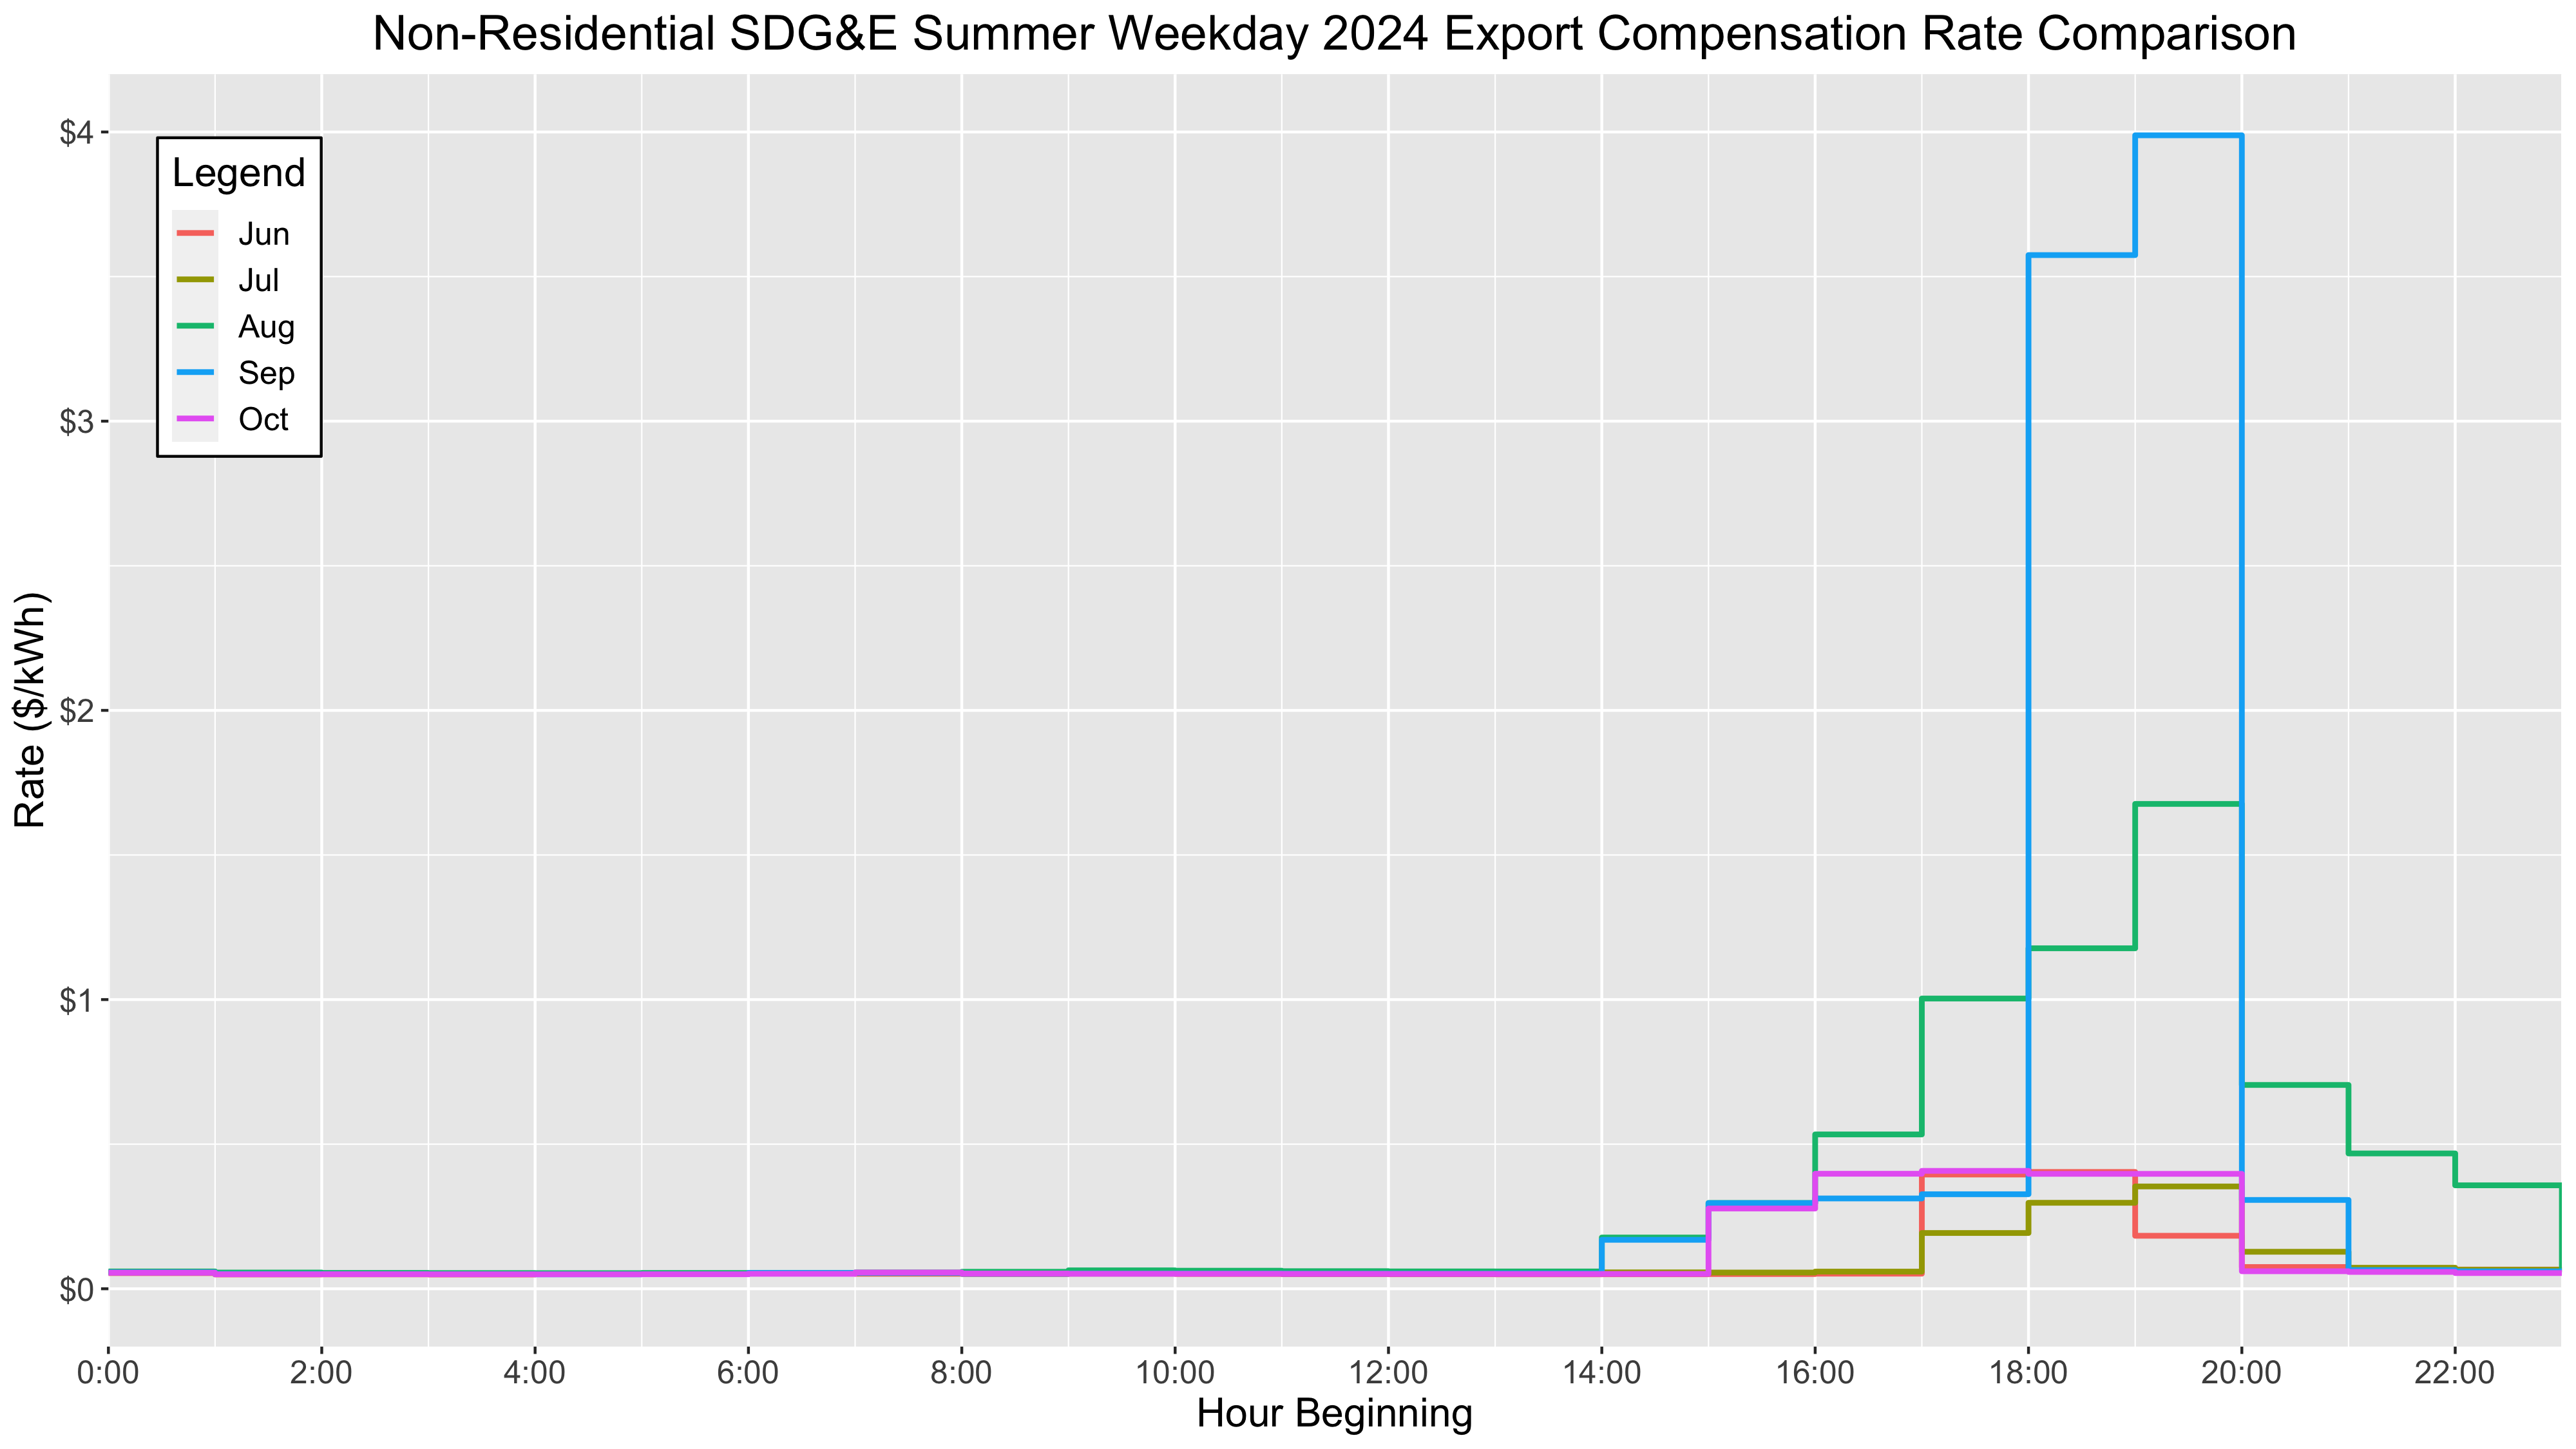 Non-Residential SDG&E Summer Weekday 2024 Export Compensation Rate Comparison
Legend
Jun
Jul
Aug
Sep
Oct
Rate ($/kWh)
$4
$3
$2
$1
$0
0:00 2:00 4:00 6:00 8:00 10:00 12:00 14:00 16:00 18:00 20:00 22:00
Hour Beginning